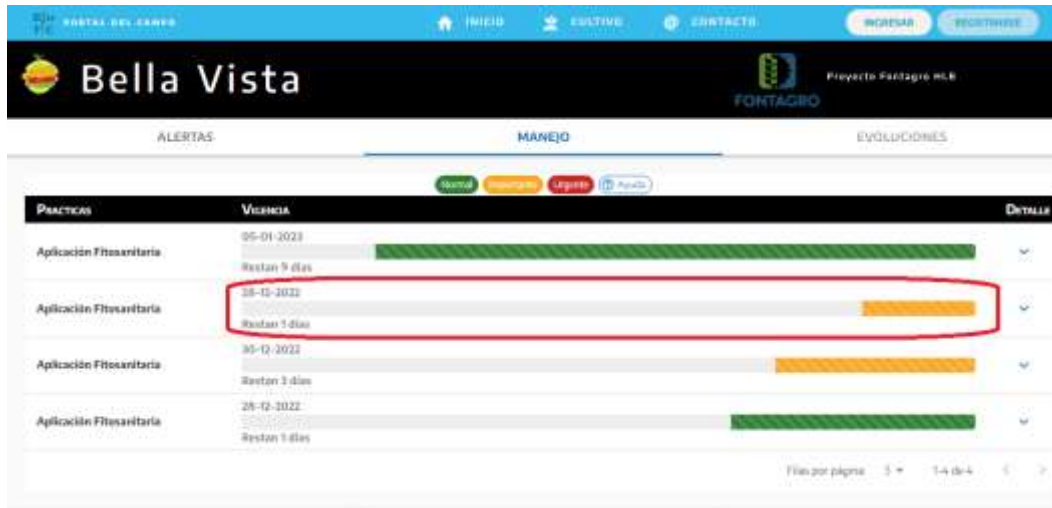 PORTAL DEL CAMPO INICIO CULTIVO CONTACTO INGRESAR REGISTRARSE
Bella Vista FONTAGRO Proyecto Fontagro HLB
ALERTAS MANEJO EVOLUCIONES
Normal Importante Urgente Ayuda
PRACTICAS VIGENCIA DETALLE
05-01-2023
Aplicación Fitosanitaria
Restan 9 días
28-12-2022
Aplicación Fitosanitaria
Restan 1 días
30-12-2022
Aplicación Fitosanitaria
Restan 3 días
28-12-2022
Aplicación Fitosanitaria
Restan 1 días
Filas por página 5 1-4 de 4